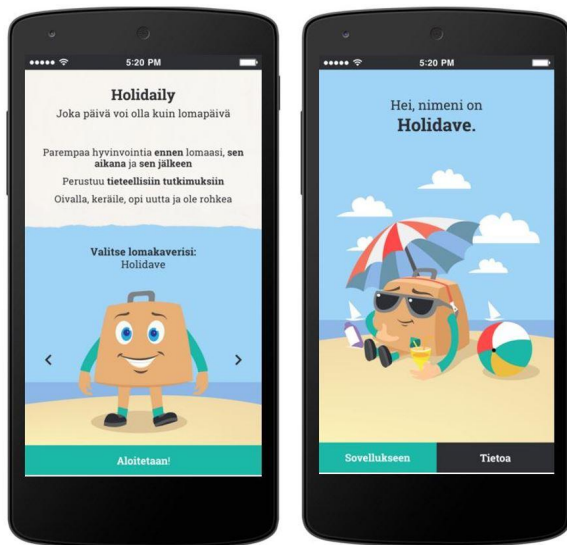 5:20 PM
Holidaily
Joka päivä voi olla kuin lomapäivä
Parempaa hyvinvointia ennen lomaasi, sen
aikana ja sen jälkeen
Perustuu tieteellisiin tutkimuksiin
Oivalla, keräile, opi uutta ja ole rohkea
Valitse lomakaverisi:
Holidave
Aloitetaan!
5:20 PM
Hei, nimeni on
Holidave.
Sovellukseen
Tietoa